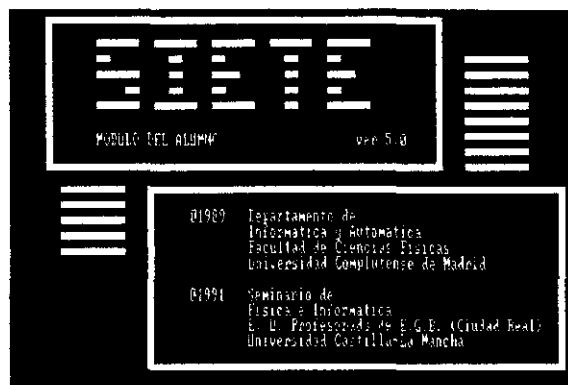 SIETE
MODULO DEL ALUMNO ver 5.0
@1989 Departamento de
Informatica y Automatica
Facultad de Ciencias Fisicas
Universidad Complutense de Madrid
@1991 Seminario de
Fisica e Informatica
E. U. Profesorado de E.G.B. (Ciudad Real)
Universidad Castilla-La Mancha